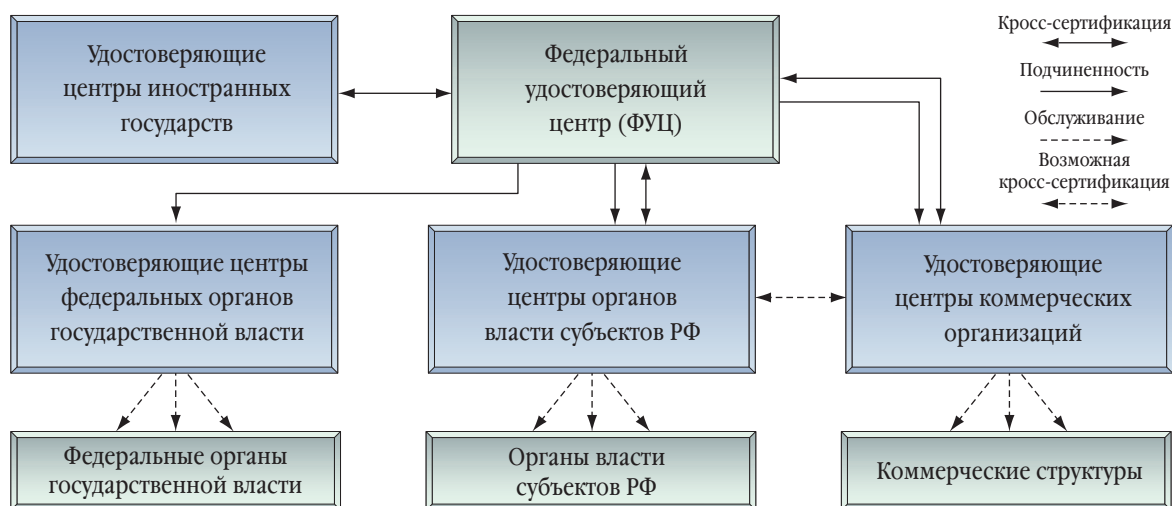 Удостоверяющие
центры иностранных
государств
Федеральный
удостоверяющий
центр (ФУЦ)
Кросс-сертификация
Подчиненность
Обслуживание
Возможная
кросс-сертификация
Удостоверяющие центры
федеральных органов
государственной власти
Удостоверяющие
центры органов
власти субъектов РФ
Удостоверяющие
центры коммерческих
организаций
Федеральные органы
государственной власти
Органы власти
субъектов РФ
Коммерческие структуры